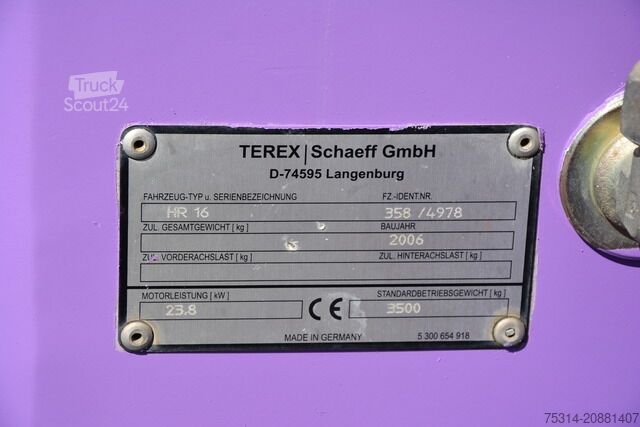 Truck
Scout24
TEREX | Schaeff GmbH
D-74595 Langenburg
FAHRZEUG-TYP u. SERIENBEZEICHNUNG FZ.-IDENT.NR.
HR 16 358 /4978
ZUL. GESAMTGEWICHT [ kg ] BAUJAHR
2006
ZUL. VORDERACHSLAST [ kg ] ZUL. HINTERACHSLAST [ kg ]
MOTORLEISTUNG [ kW ] STANDARDBETRIEBSGEWICHT [ kg ]
23.8 CE 3500
MADE IN GERMANY 5 300 654 918
75314-20881407